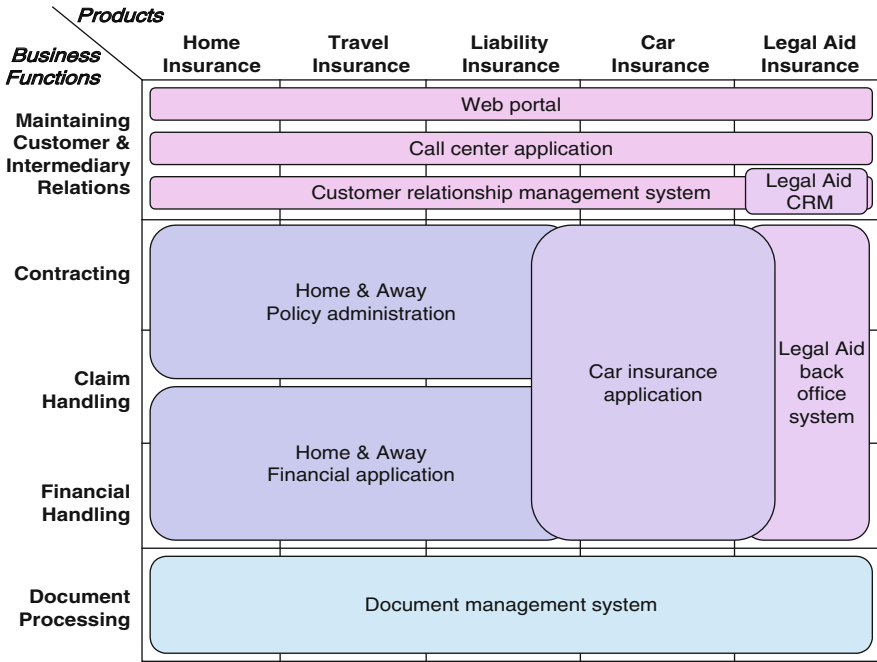 Products
Business
Functions
Home
Insurance
Travel
Insurance
Liability
Insurance
Car
Insurance
Legal Aid
Insurance
Maintaining
Customer &
Intermediary
Relations
Web portal
Call center application
Customer relationship management system
Legal Aid
CRM
Contracting
Home & Away
Policy administration
Car insurance
application
Legal Aid
back
office
system
Claim
Handling
Home & Away
Financial application
Financial
Handling
Document
Processing
Document management system